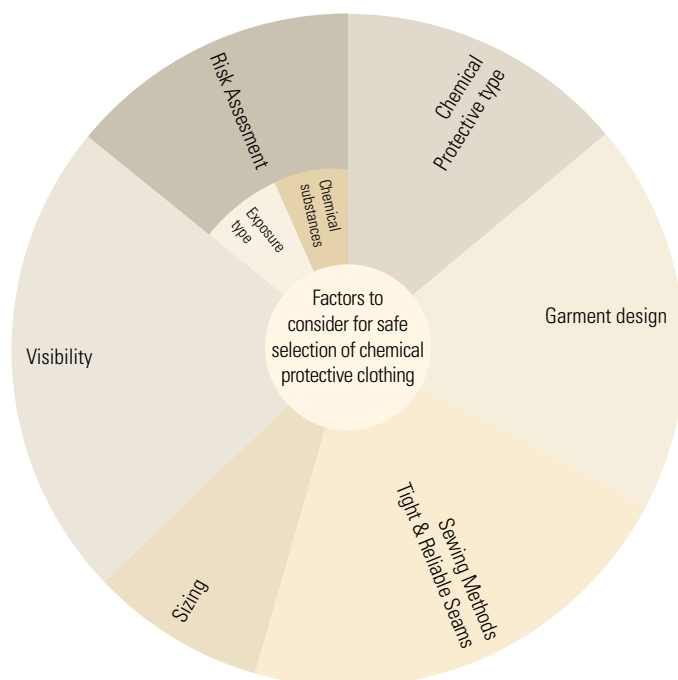 Risk Assesment
Chemical
Protective type
Exposure
type
Chemical
substances
Factors to
consider for safe
selection of chemical
protective clothing
Garment design
Visibility
Sewing Methods
Tight & Reliable Seams
Sizing